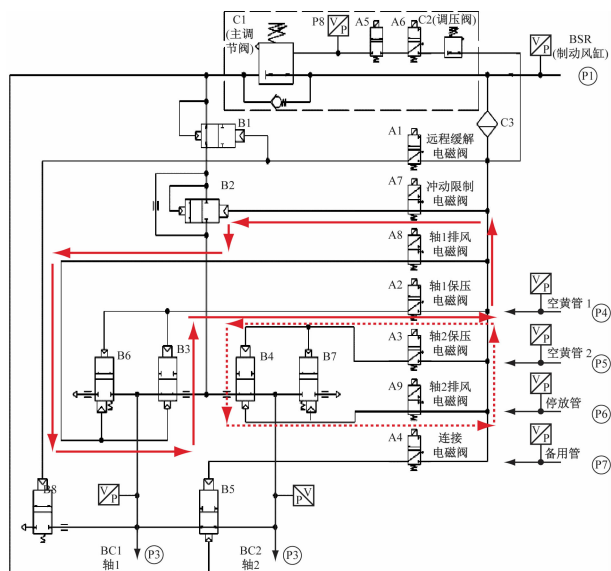 C1
(主调
节阀)
P8
V
P
A5
A6
C2(调压阀)
V
P
BSR
(制动风缸)
P1
B1
A1
远程缓解
电磁阀
C3
B2
A7
冲动限制
电磁阀
A8
轴1排风
电磁阀
A2
轴1保压
电磁阀
V
P
空黄管 1
P4
B6
B3
B4
B7
A3
轴2保压
电磁阀
V
P
空黄管 2
P5
A9
轴2排风
电磁阀
V
P
停放管
P6
A4
连接
电磁阀
V
P
备用管
P7
B8
V
P
B5
V
P
BC1
轴1
P3
BC2
轴2
P3